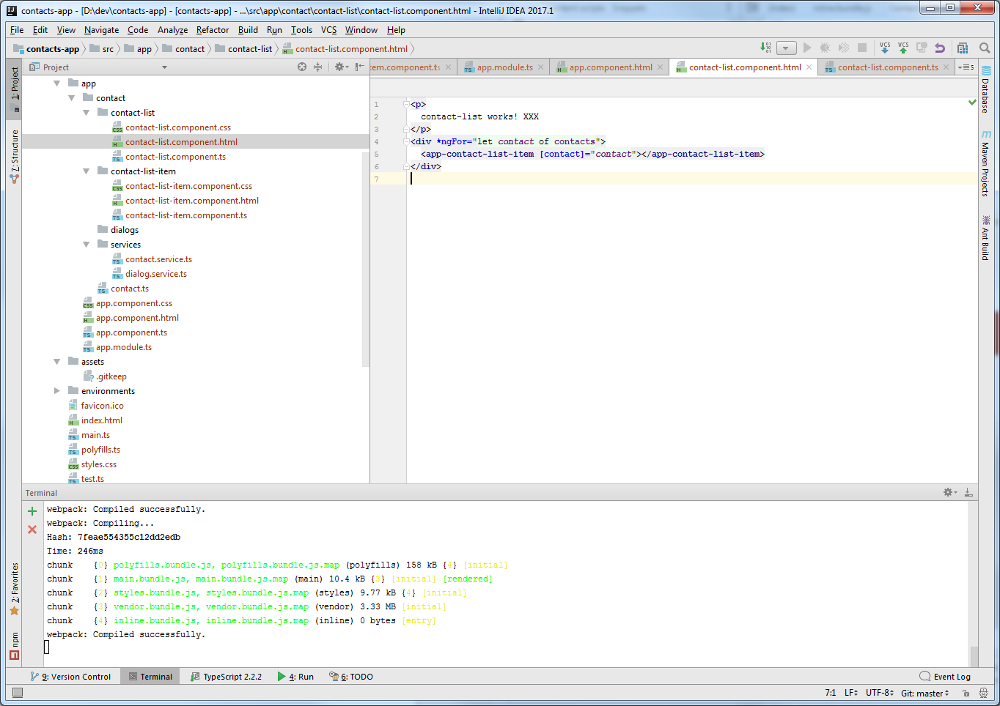 contacts-app - [D:\dev\contacts-app] - [contacts-app] - ...\src\app\contact\contact-list\contact-list.component.html - IntelliJ IDEA 2017.1
File Edit View Navigate Code Analyze Refactor Build Run Tools VCS Window Help
contacts-app src app contact contact-list contact-list.component.html
VCS VCS
1: Project
7: Structure
2: Favorites
npm
Project
tem.component.ts app.module.ts app.component.html contact-list.component.html contact-list.component.ts 5
app
contact
contact-list
contact-list.component.css
contact-list.component.html
contact-list.component.ts
contact-list-item
contact-list-item.component.css
contact-list-item.component.html
contact-list-item.component.ts
dialogs
services
contact.service.ts
dialog.service.ts
contact.ts
app.component.css
app.component.html
app.component.ts
app.module.ts
assets
.gitkeep
environments
favicon.ico
index.html
main.ts
polyfills.ts
styles.css
test.ts
1 <p>
2 contact-list works! XXX
3 </p>
4 <div *ngFor="let contact of contacts">
5 <app-contact-list-item [contact]="contact"></app-contact-list-item>
6 </div>
7
Database
Maven Projects
Ant Build
Terminal
webpack: Compiled successfully.
webpack: Compiling...
Hash: 7feae554355c12dd2edb
Time: 246ms
chunk {0} polyfills.bundle.js, polyfills.bundle.js.map (polyfills) 158 kB {4} [initial]
chunk {1} main.bundle.js, main.bundle.js.map (main) 10.4 kB {3} [initial] [rendered]
chunk {2} styles.bundle.js, styles.bundle.js.map (styles) 9.77 kB {4} [initial]
chunk {3} vendor.bundle.js, vendor.bundle.js.map (vendor) 3.33 MB [initial]
chunk {4} inline.bundle.js, inline.bundle.js.map (inline) 0 bytes [entry]
webpack: Compiled successfully.
9: Version Control Terminal TypeScript 2.2.2 4: Run 6: TODO Event Log
7:1 LF UTF-8 Git: master